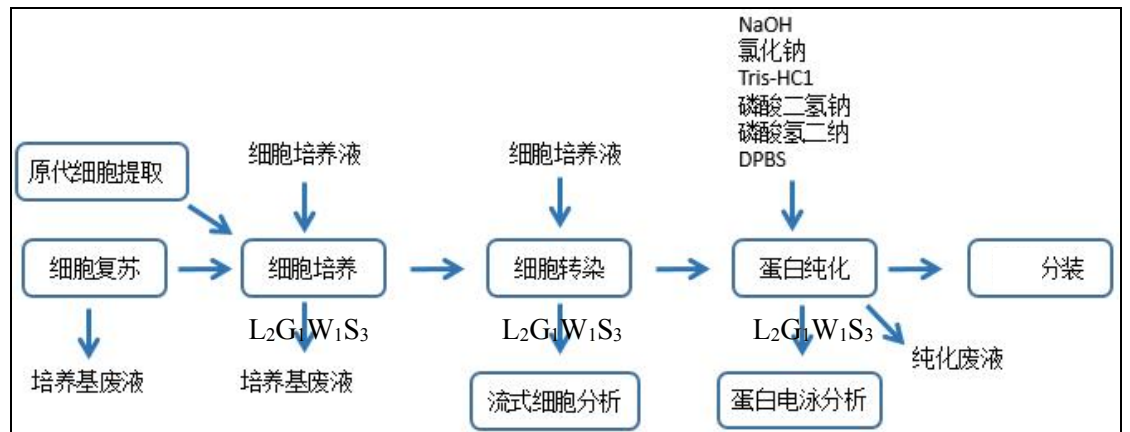 NaOH
氯化钠
Tris-HC1
磷酸二氢钠
磷酸氢二纳
DPBS
细胞培养液
细胞培养液
原代细胞提取
细胞复苏
细胞培养
细胞转染
蛋白纯化
分装
L₂G₁W₁S₃
L₂G₁W₁S₃
L₂G₁W₁S₃
培养基废液
培养基废液
流式细胞分析
蛋白电泳分析
纯化废液